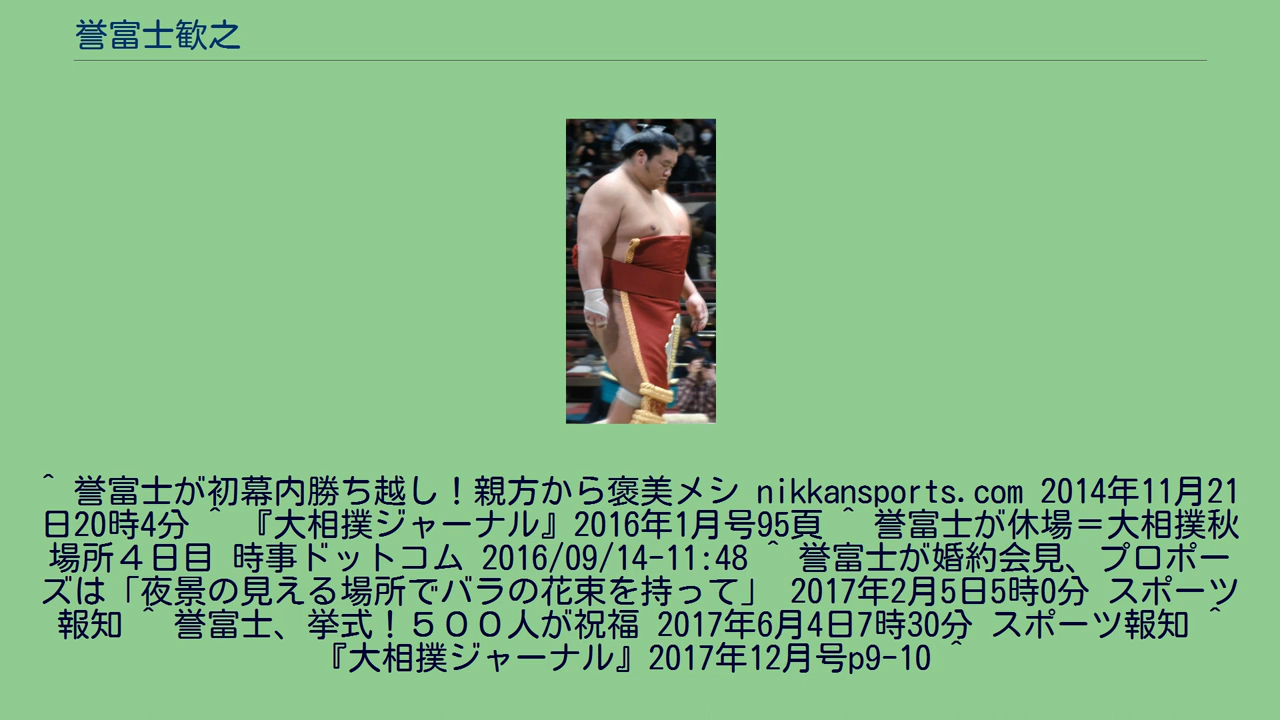 誉富士歓之
^ 誉富士が初幕内勝ち越し！親方から褒美メシ nikkansports.com 2014年11月21
日20時4分 ^ 『大相撲ジャーナル』2016年1月号95頁 ^ 誉富士が休場＝大相撲秋
場所４日目 時事ドットコム 2016/09/14-11:48 ^ 誉富士が婚約会見、プロポー
ズは「夜景の見える場所でバラの花束を持って」 2017年2月5日5時0分 スポーツ
報知 ^ 誉富士、挙式！５００人が祝福 2017年6月4日7時30分 スポーツ報知 ^
『大相撲ジャーナル』2017年12月号p9-10 ^